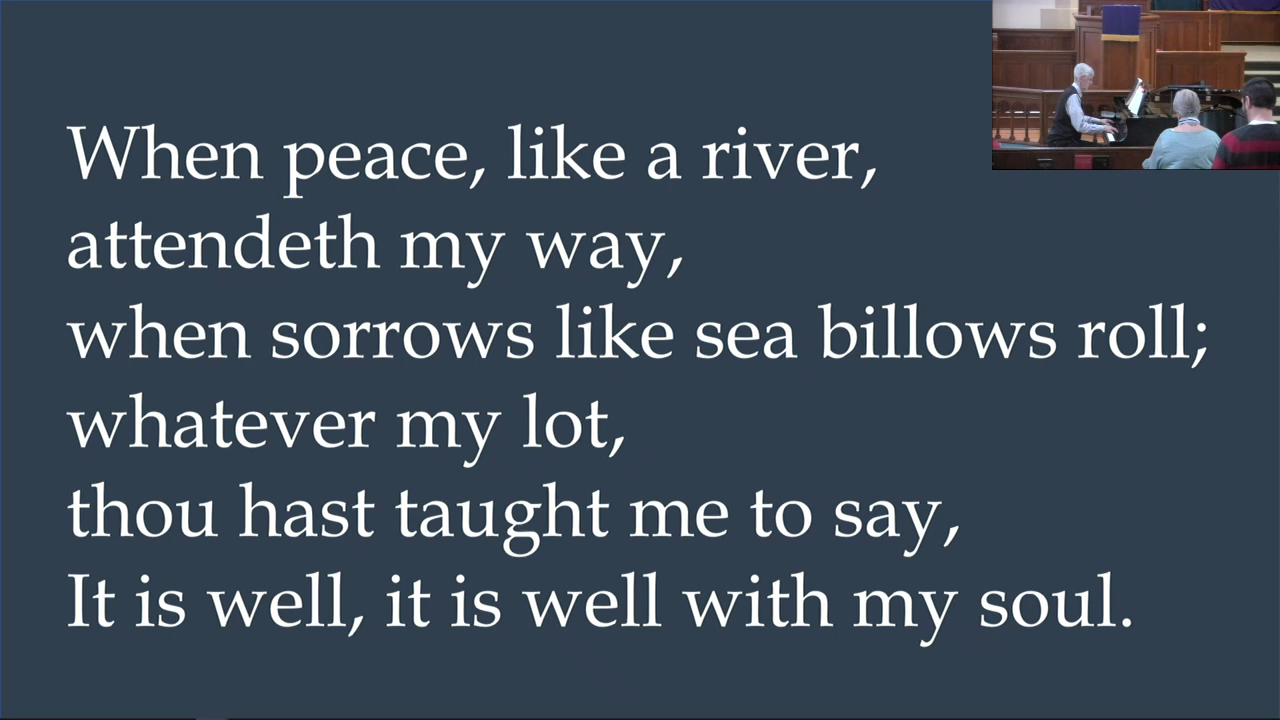 When peace, like a river,
attendeth my way,
when sorrows like sea billows roll;
whatever my lot,
thou hast taught me to say,
It is well, it is well with my soul.